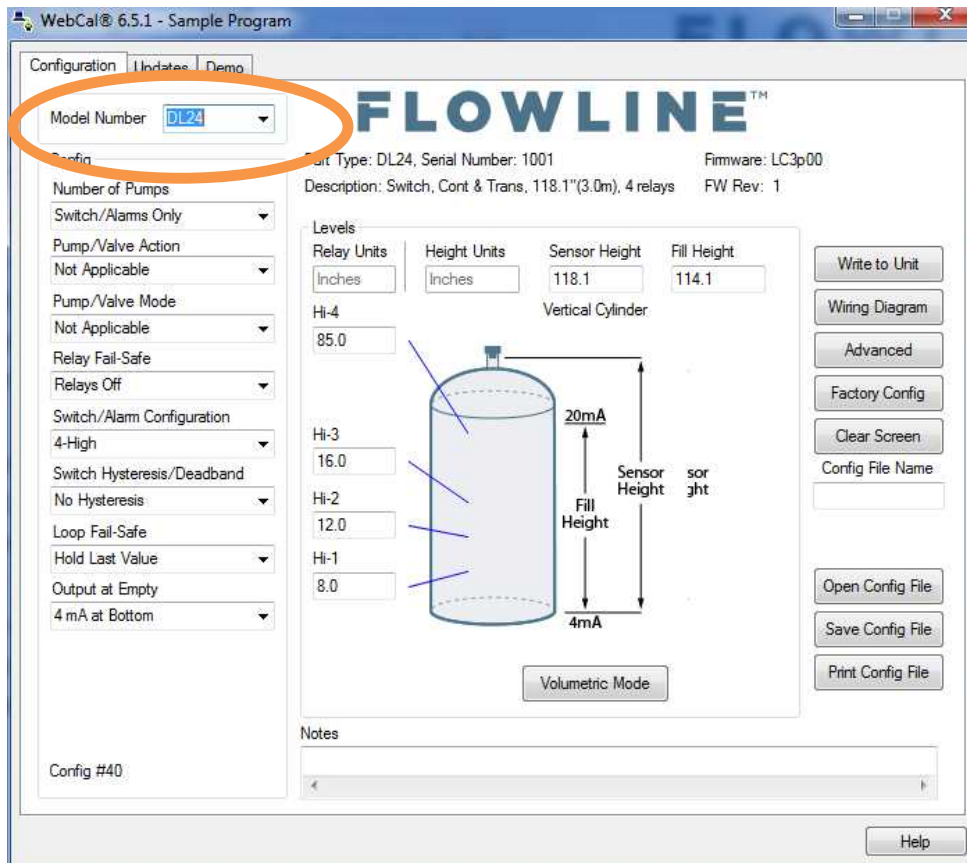 WebCal® 6.5.1 - Sample Program
Configuration Updates Demo
Model Number DL24
FLOWLINE™
Part Type: DL24, Serial Number: 1001 Firmware: LC3p00
Description: Switch, Cont & Trans, 118.1"(3.0m), 4 relays FW Rev: 1
Config
Number of Pumps
Switch/Alarms Only
Pump/Valve Action
Not Applicable
Pump/Valve Mode
Not Applicable
Relay Fail-Safe
Relays Off
Switch/Alarm Configuration
4-High
Switch Hysteresis/Deadband
No Hysteresis
Loop Fail-Safe
Hold Last Value
Output at Empty
4 mA at Bottom
Config #40
Levels
Relay Units Height Units Sensor Height Fill Height
Inches Inches 118.1 114.1
Hi-4 Vertical Cylinder
85.0
Hi-3
16.0
Hi-2
12.0
Hi-1
8.0
20mA
Sensor
Height
sor
ght
Fill
Height
4mA
Volumetric Mode
Write to Unit
Wiring Diagram
Advanced
Factory Config
Clear Screen
Config File Name
Open Config File
Save Config File
Print Config File
Notes
Help